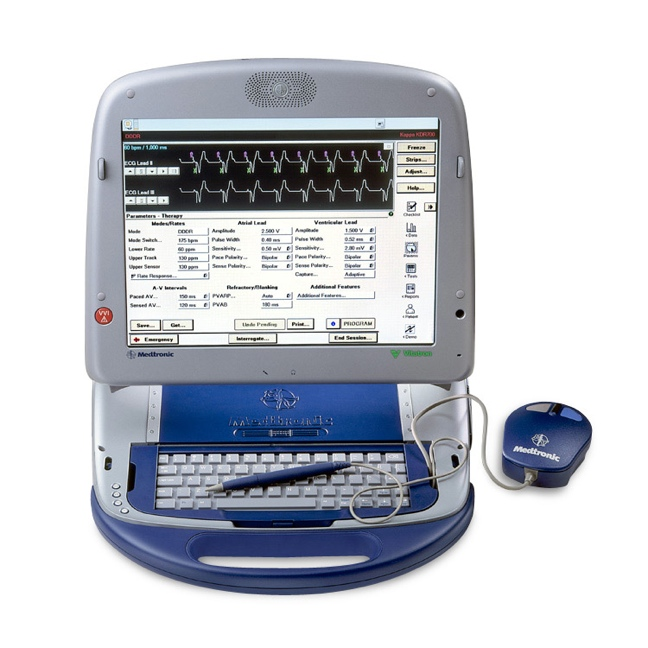 DDDR
Kappa KDR700
60 bpm / 1,000 ms
Freeze
ECG Lead II
Strips...
Adjust...
ECG Lead III
Help...
Parameters - Therapy
Checklist
Modes/Rates
Atrial Lead
Ventricular Lead
Mode DDDR Amplitude 2.500 V Amplitude 1.500 V
< Data
Mode Switch... 175 bpm Pulse Width 0.40 ms Pulse Width 0.52 ms
Lower Rate 60 ppm Sensitivity... 0.50 mV Sensitivity... 2.80 mV
Params
Upper Track 130 ppm Pace Polarity... Bipolar Pace Polarity... Bipolar
Upper Sensor 130 ppm Sense Polarity... Bipolar Sense Polarity... Bipolar
Rate Response... Capture... Adaptive
< Tests
A-V Intervals
Refractory/Blanking
Additional Features
Paced AV... 150 ms PVARP... Auto Additional Features...
< Reports
Sensed AV... 120 ms PVAB 180 ms
< Patient
VVI
Save... Get... Undo Pending Print... PROGRAM
Emergency Interrogate... End Session...
< Demo
Medtronic
Vitatron
Medtronic
Medtronic